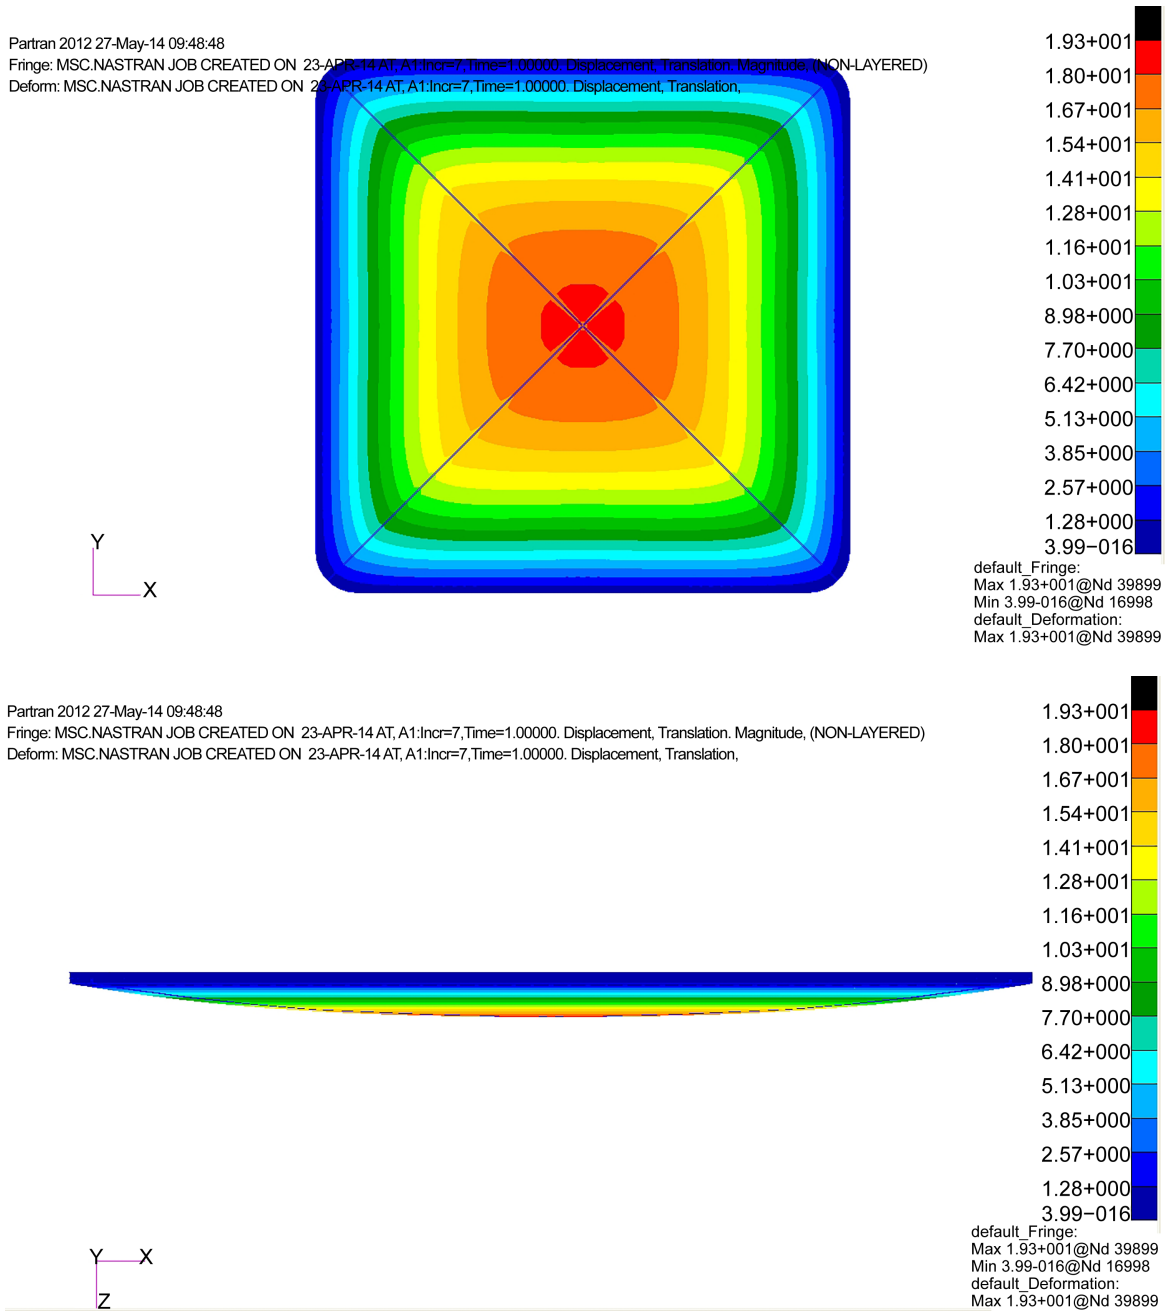 Partran 2012 27-May-14 09:48:48
Fringe: MSC.NASTRAN JOB CREATED ON 23-APR-14 AT, A1:Incr=7,Time=1.00000. Displacement, Translation. Magnitude, (NON-LAYERED)
Deform: MSC.NASTRAN JOB CREATED ON 23-APR-14 AT, A1:Incr=7,Time=1.00000. Displacement, Translation,
1.93+001
1.80+001
1.67+001
1.54+001
1.41+001
1.28+001
1.16+001
1.03+001
8.98+000
7.70+000
6.42+000
5.13+000
3.85+000
2.57+000
1.28+000
3.99−016
Y
X
default_Fringe:
Max 1.93+001@Nd 39899
Min 3.99-016@Nd 16998
default_Deformation:
Max 1.93+001@Nd 39899
Partran 2012 27-May-14 09:48:48
Fringe: MSC.NASTRAN JOB CREATED ON 23-APR-14 AT, A1:Incr=7,Time=1.00000. Displacement, Translation. Magnitude, (NON-LAYERED)
Deform: MSC.NASTRAN JOB CREATED ON 23-APR-14 AT, A1:Incr=7,Time=1.00000. Displacement, Translation,
1.93+001
1.80+001
1.67+001
1.54+001
1.41+001
1.28+001
1.16+001
1.03+001
8.98+000
7.70+000
6.42+000
5.13+000
3.85+000
2.57+000
1.28+000
3.99−016
Y X
Z
default_Fringe:
Max 1.93+001@Nd 39899
Min 3.99-016@Nd 16998
default_Deformation:
Max 1.93+001@Nd 39899